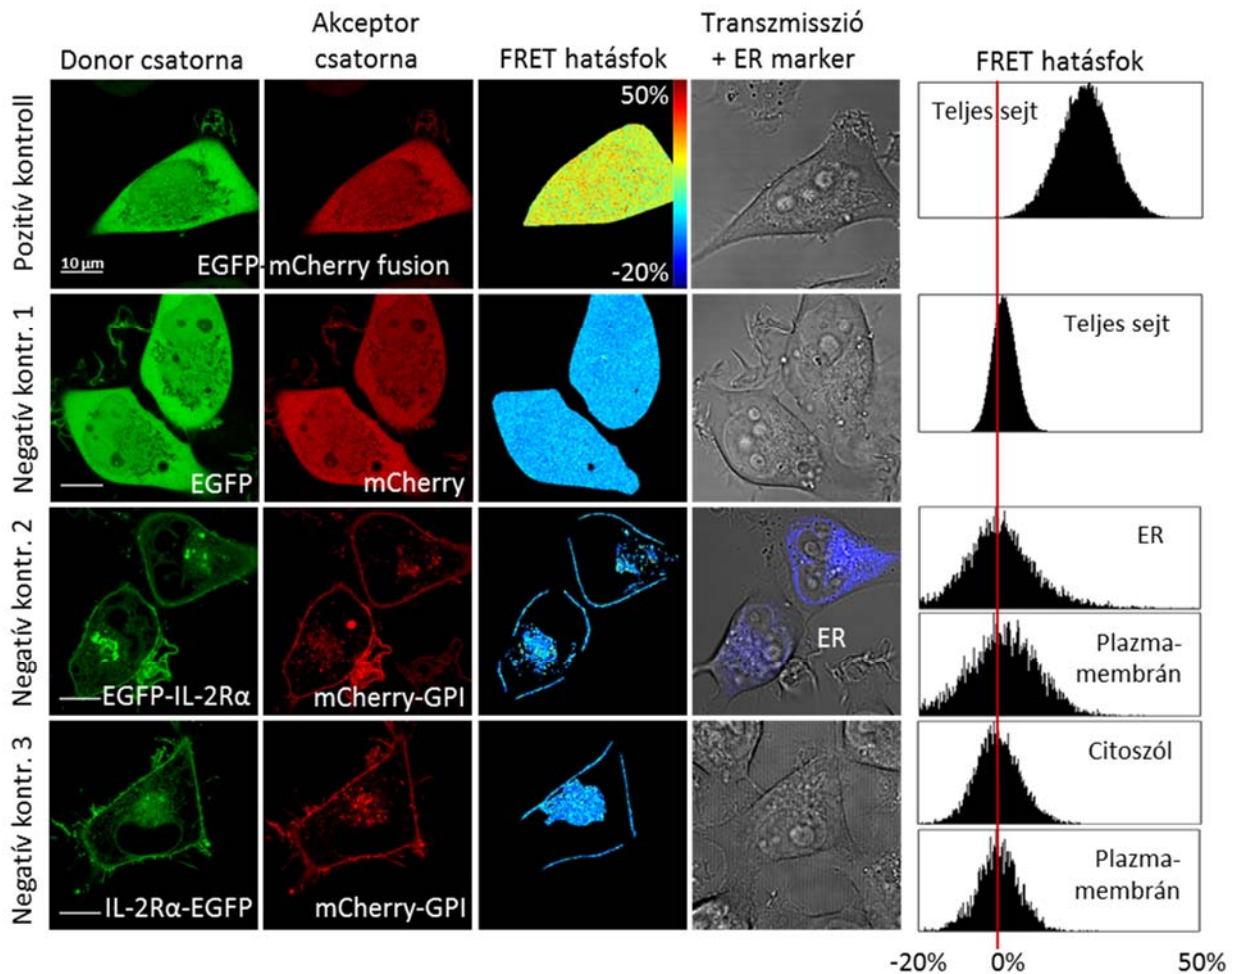 Donor csatorna
Akceptor
csatorna
FRET hatásfok
Transzmisszió
+ ER marker
FRET hatásfok
Pozitív kontroll
10 µm
EGFP-mCherry fusion
50%
-20%
Teljes sejt
Negatív kontr. 1
EGFP
mCherry
Teljes sejt
Negatív kontr. 2
EGFP-IL-2Rα
mCherry-GPI
ER
ER
Plazma-
membrán
Negatív kontr. 3
IL-2Rα-EGFP
mCherry-GPI
Citoszól
Plazma-
membrán
-20% 0% 50%